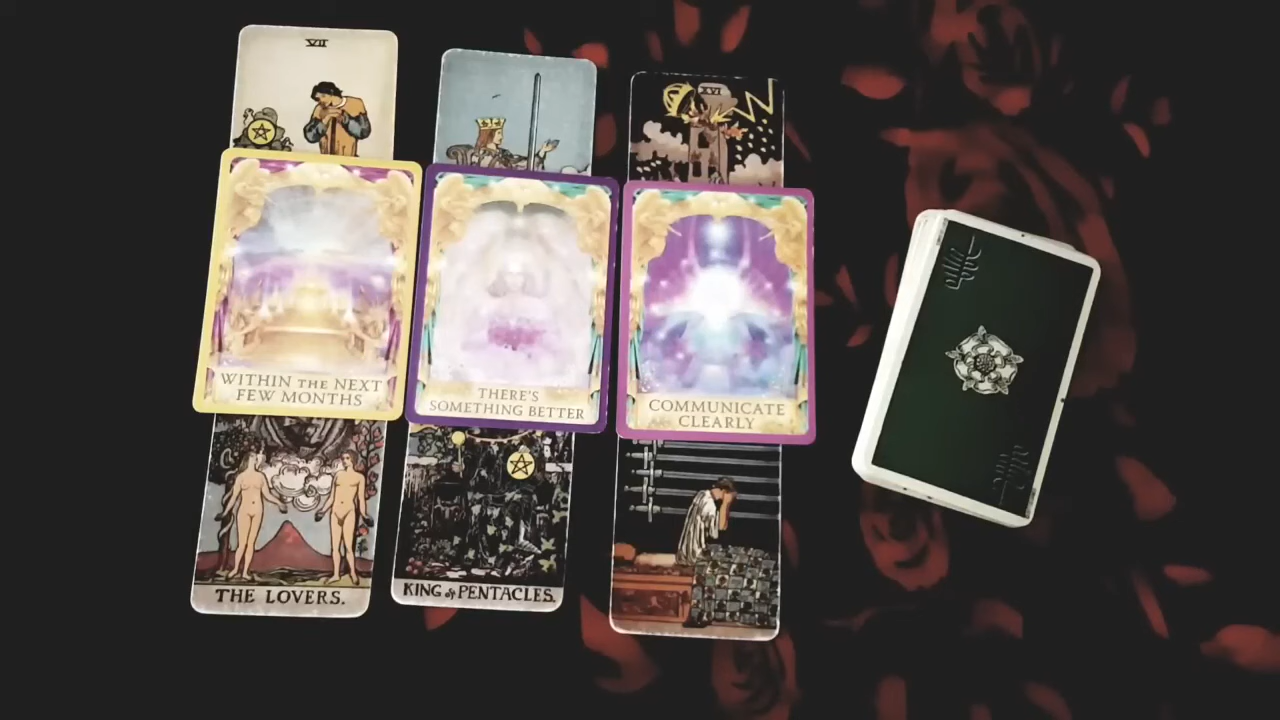 VII
XVI
WITHIN THE NEXT
FEW MONTHS
THERE'S
SOMETHING BETTER
COMMUNICATE
CLEARLY
THE LOVERS.
KING of PENTACLES.